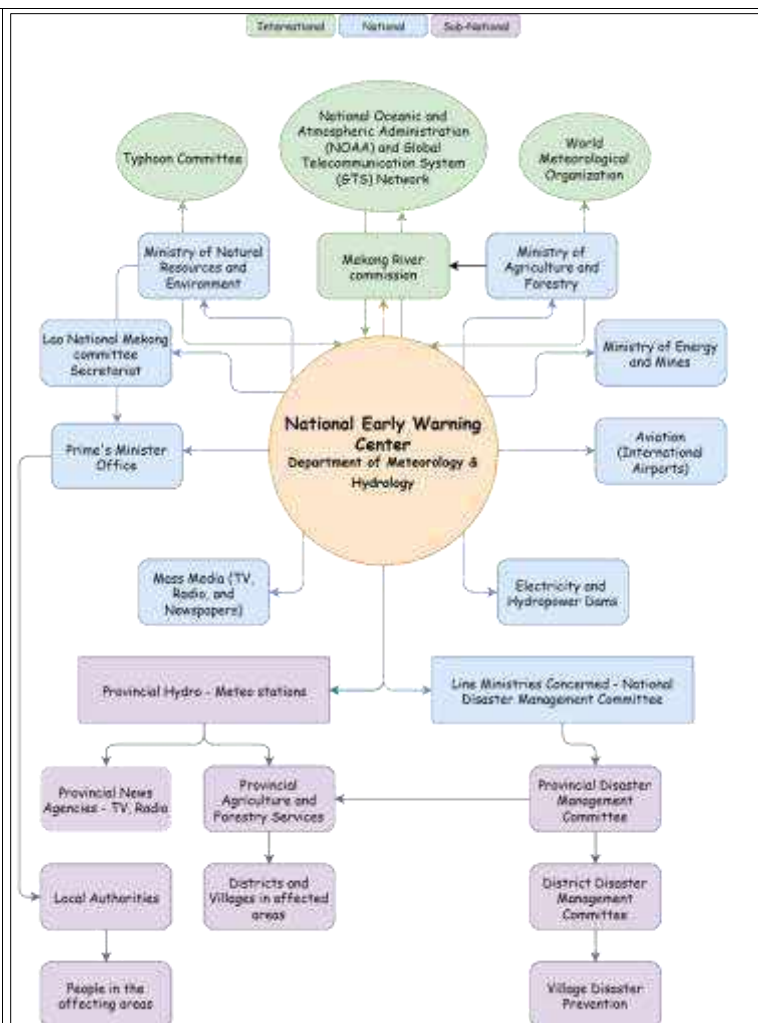 International
National
Sub-National
National Oceanic and
Atmospheric Administration
(NOAA) and Global
Telecommunication System
(GTS) Network
Typhoon Committee
World
Meteorological
Organization
Ministry of Natural
Resources and
Environment
Mekong River
commission
Ministry of
Agriculture and
Forestry
Lao National Mekong
committee
Secretariat
Ministry of Energy
and Mines
National Early Warning
Center
Department of Meteorology &
Hydrology
Prime's Minister
Office
Aviation
(International
Airports)
Mass Media (TV,
Radio, and
Newspapers)
Electricity and
Hydropower Dams
Provincial Hydro - Meteo stations
Line Ministries Concerned - National
Disaster Management Committee
Provincial News
Agencies - TV, Radio
Provincial
Agriculture and
Forestry Services
Provincial Disaster
Management
Committee
Local Authorities
Districts and
Villages in affected
areas
District Disaster
Management
Committee
People in the
affecting areas
Village Disaster
Prevention